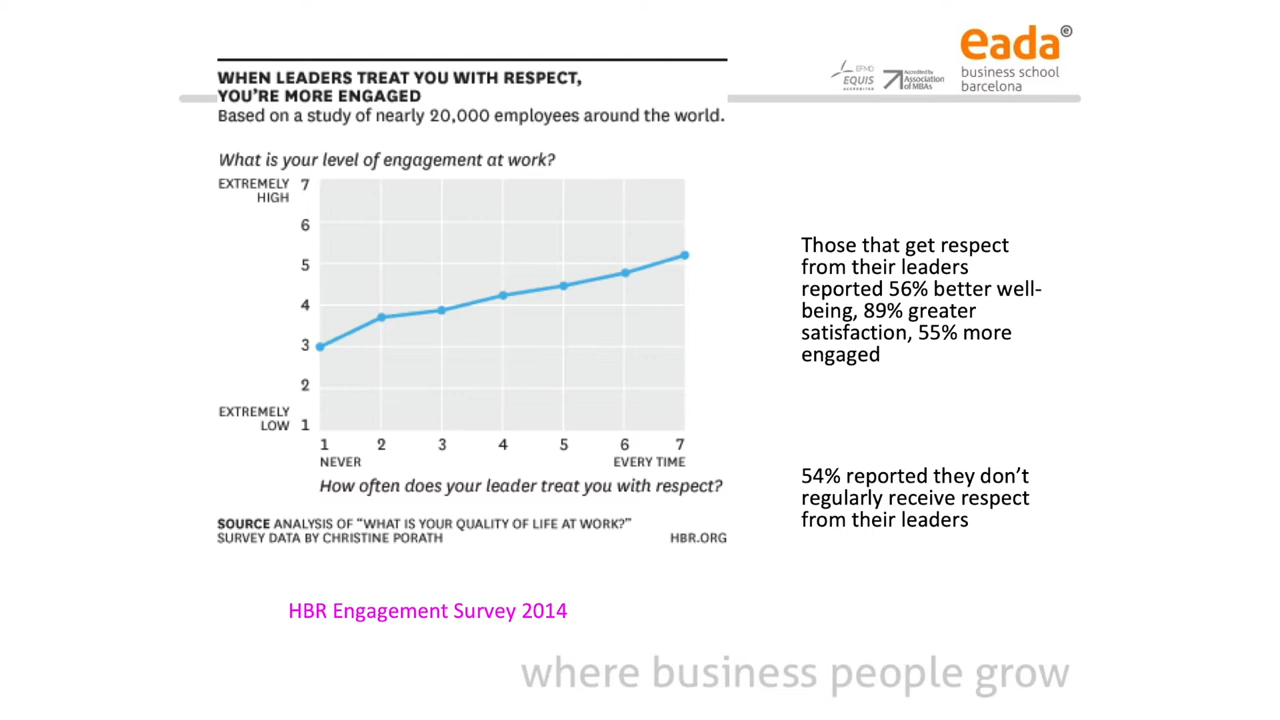 eada
business school
barcelona
EFMD
EQUIS
ACCREDITED
Accredited by
Association
of MBAs
WHEN LEADERS TREAT YOU WITH RESPECT,
YOU'RE MORE ENGAGED
Based on a study of nearly 20,000 employees around the world.
What is your level of engagement at work?
EXTREMELY HIGH 7
6
5
4
3
2
EXTREMELY LOW 1
1 2 3 4 5 6 7
NEVER EVERY TIME
How often does your leader treat you with respect?
SOURCE ANALYSIS OF "WHAT IS YOUR QUALITY OF LIFE AT WORK?"
SURVEY DATA BY CHRISTINE PORATH HBR.ORG
Those that get respect
from their leaders
reported 56% better well-
being, 89% greater
satisfaction, 55% more
engaged
54% reported they don't
regularly receive respect
from their leaders
HBR Engagement Survey 2014
where business people grow